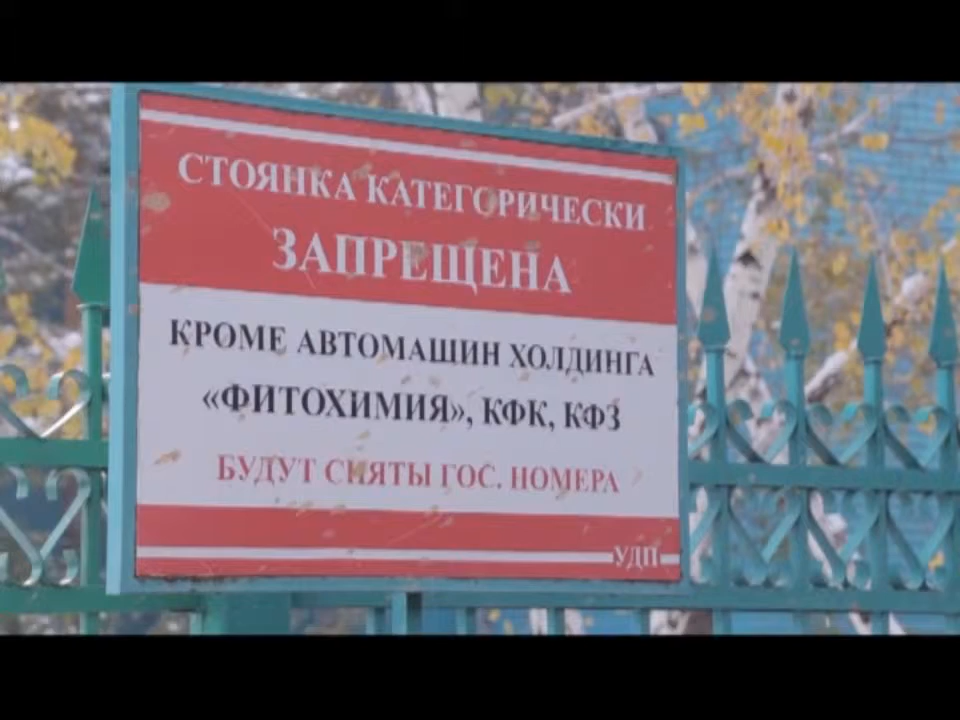 СТОЯНКА КАТЕГОРИЧЕСКИ
ЗАПРЕЩЕНА
КРОМЕ АВТОМАШИН ХОЛДИНГА
«ФИТОХИМИЯ», КФК, КФЗ
БУДУТ СНЯТЫ ГОС. НОМЕРА
УДП